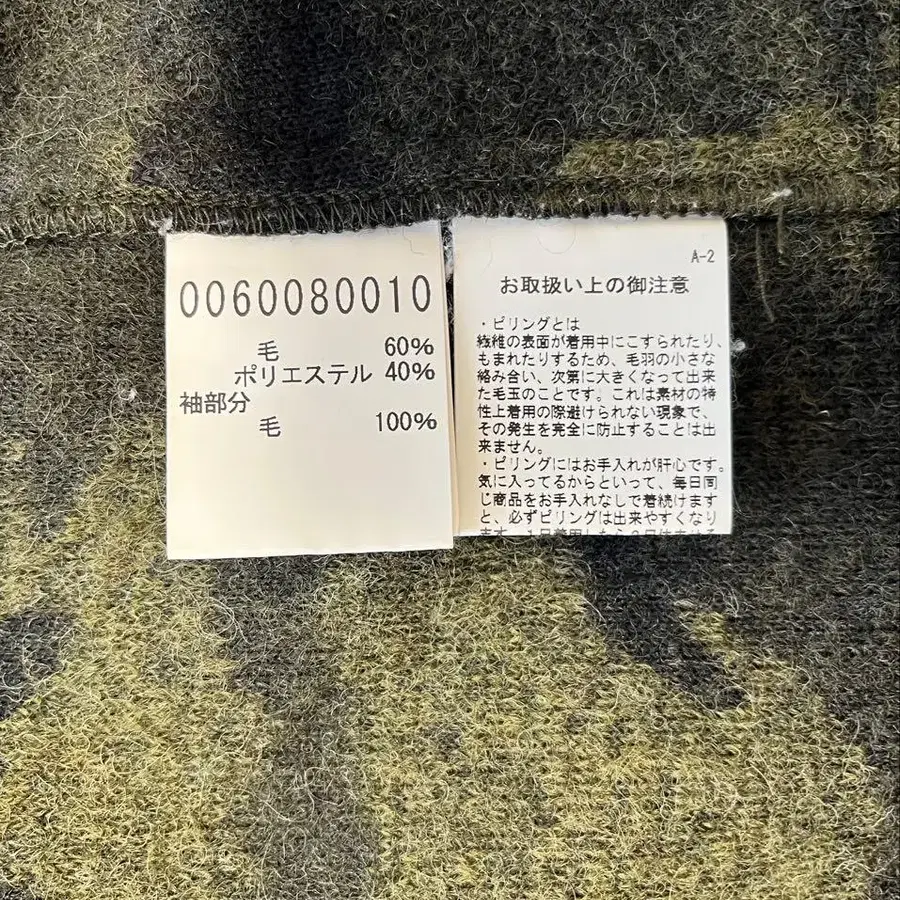 0060080010
毛 60%
ポリエステル 40%
袖部分
毛 100%
A-2
お取扱い上の御注意
・ピリングとは
繊維の表面が着用中にこすられたり、
もまれたりするため、毛羽の小さな
絡み合い、次第に大きくなって出来
た毛玉のことです。これは素材の特
性上着用の際避けられない現象で、
その発生を完全に防止することは出
来ません。
・ピリングにはお手入れが肝心です。
気に入ってるからといって、毎日同
じ商品をお手入れなしで着続けます
と、必ずピリングは出来やすくなり